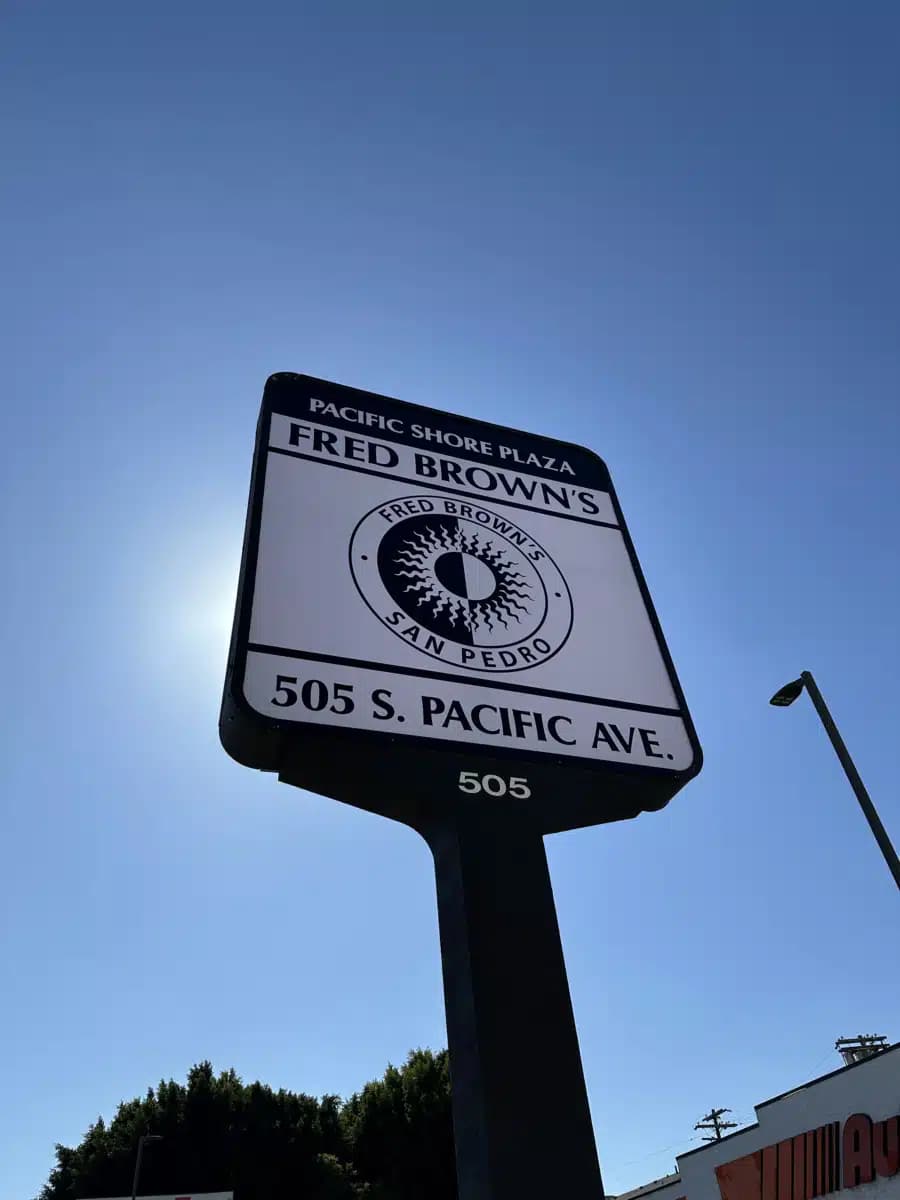 PACIFIC SHORE PLAZA
FRED BROWN'S
FRED BROWN'S
SAN PEDRO
505 S. PACIFIC AVE.
505